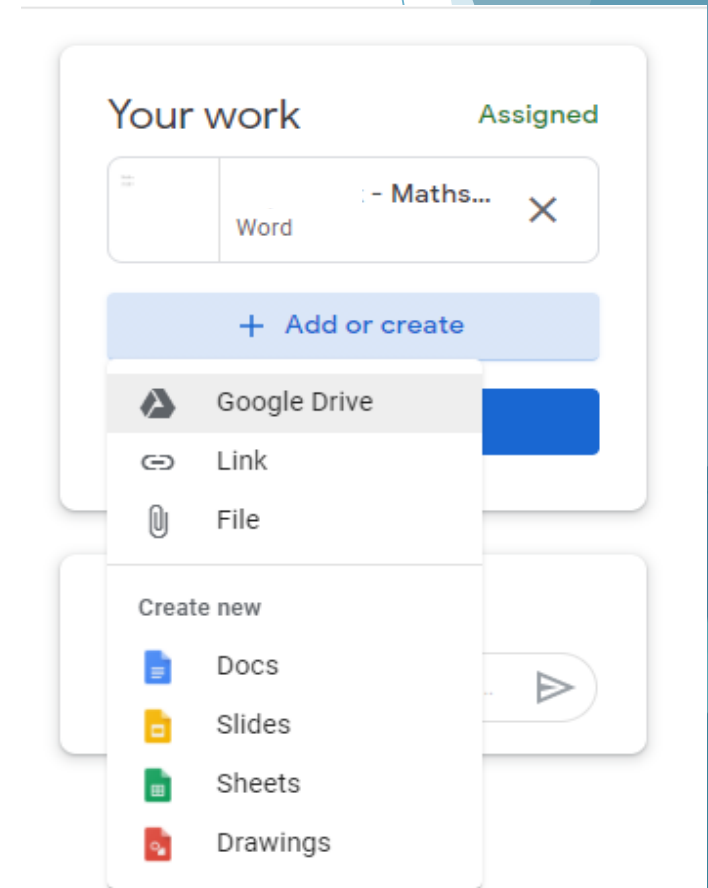 Your work
Assigned
- Maths...
Word
+ Add or create
Google Drive
Link
File
Create new
Docs
Slides
Sheets
Drawings